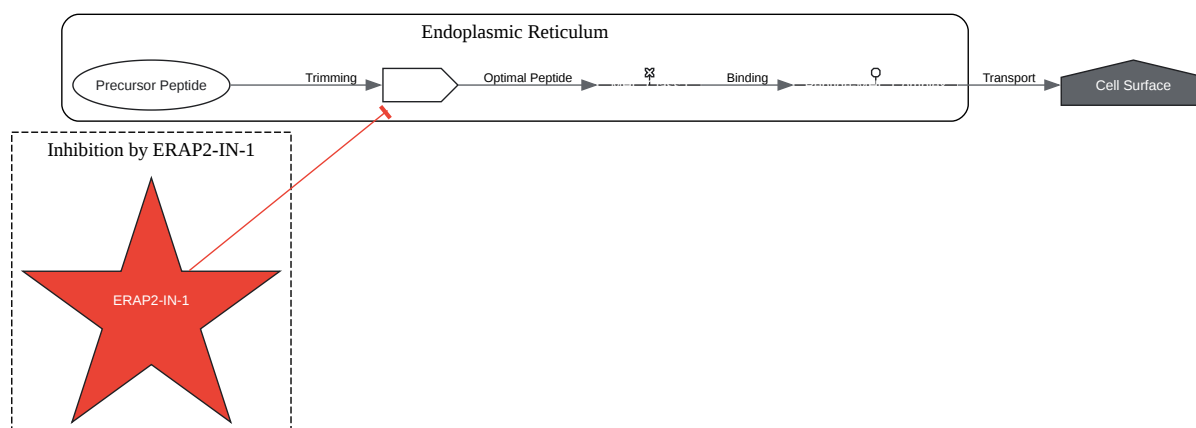 Endoplasmic Reticulum
Precursor Peptide
Trimming
Optimal Peptide
Binding
Transport
Cell Surface
Inhibition by ERAP2-IN-1
ERAP2-IN-1